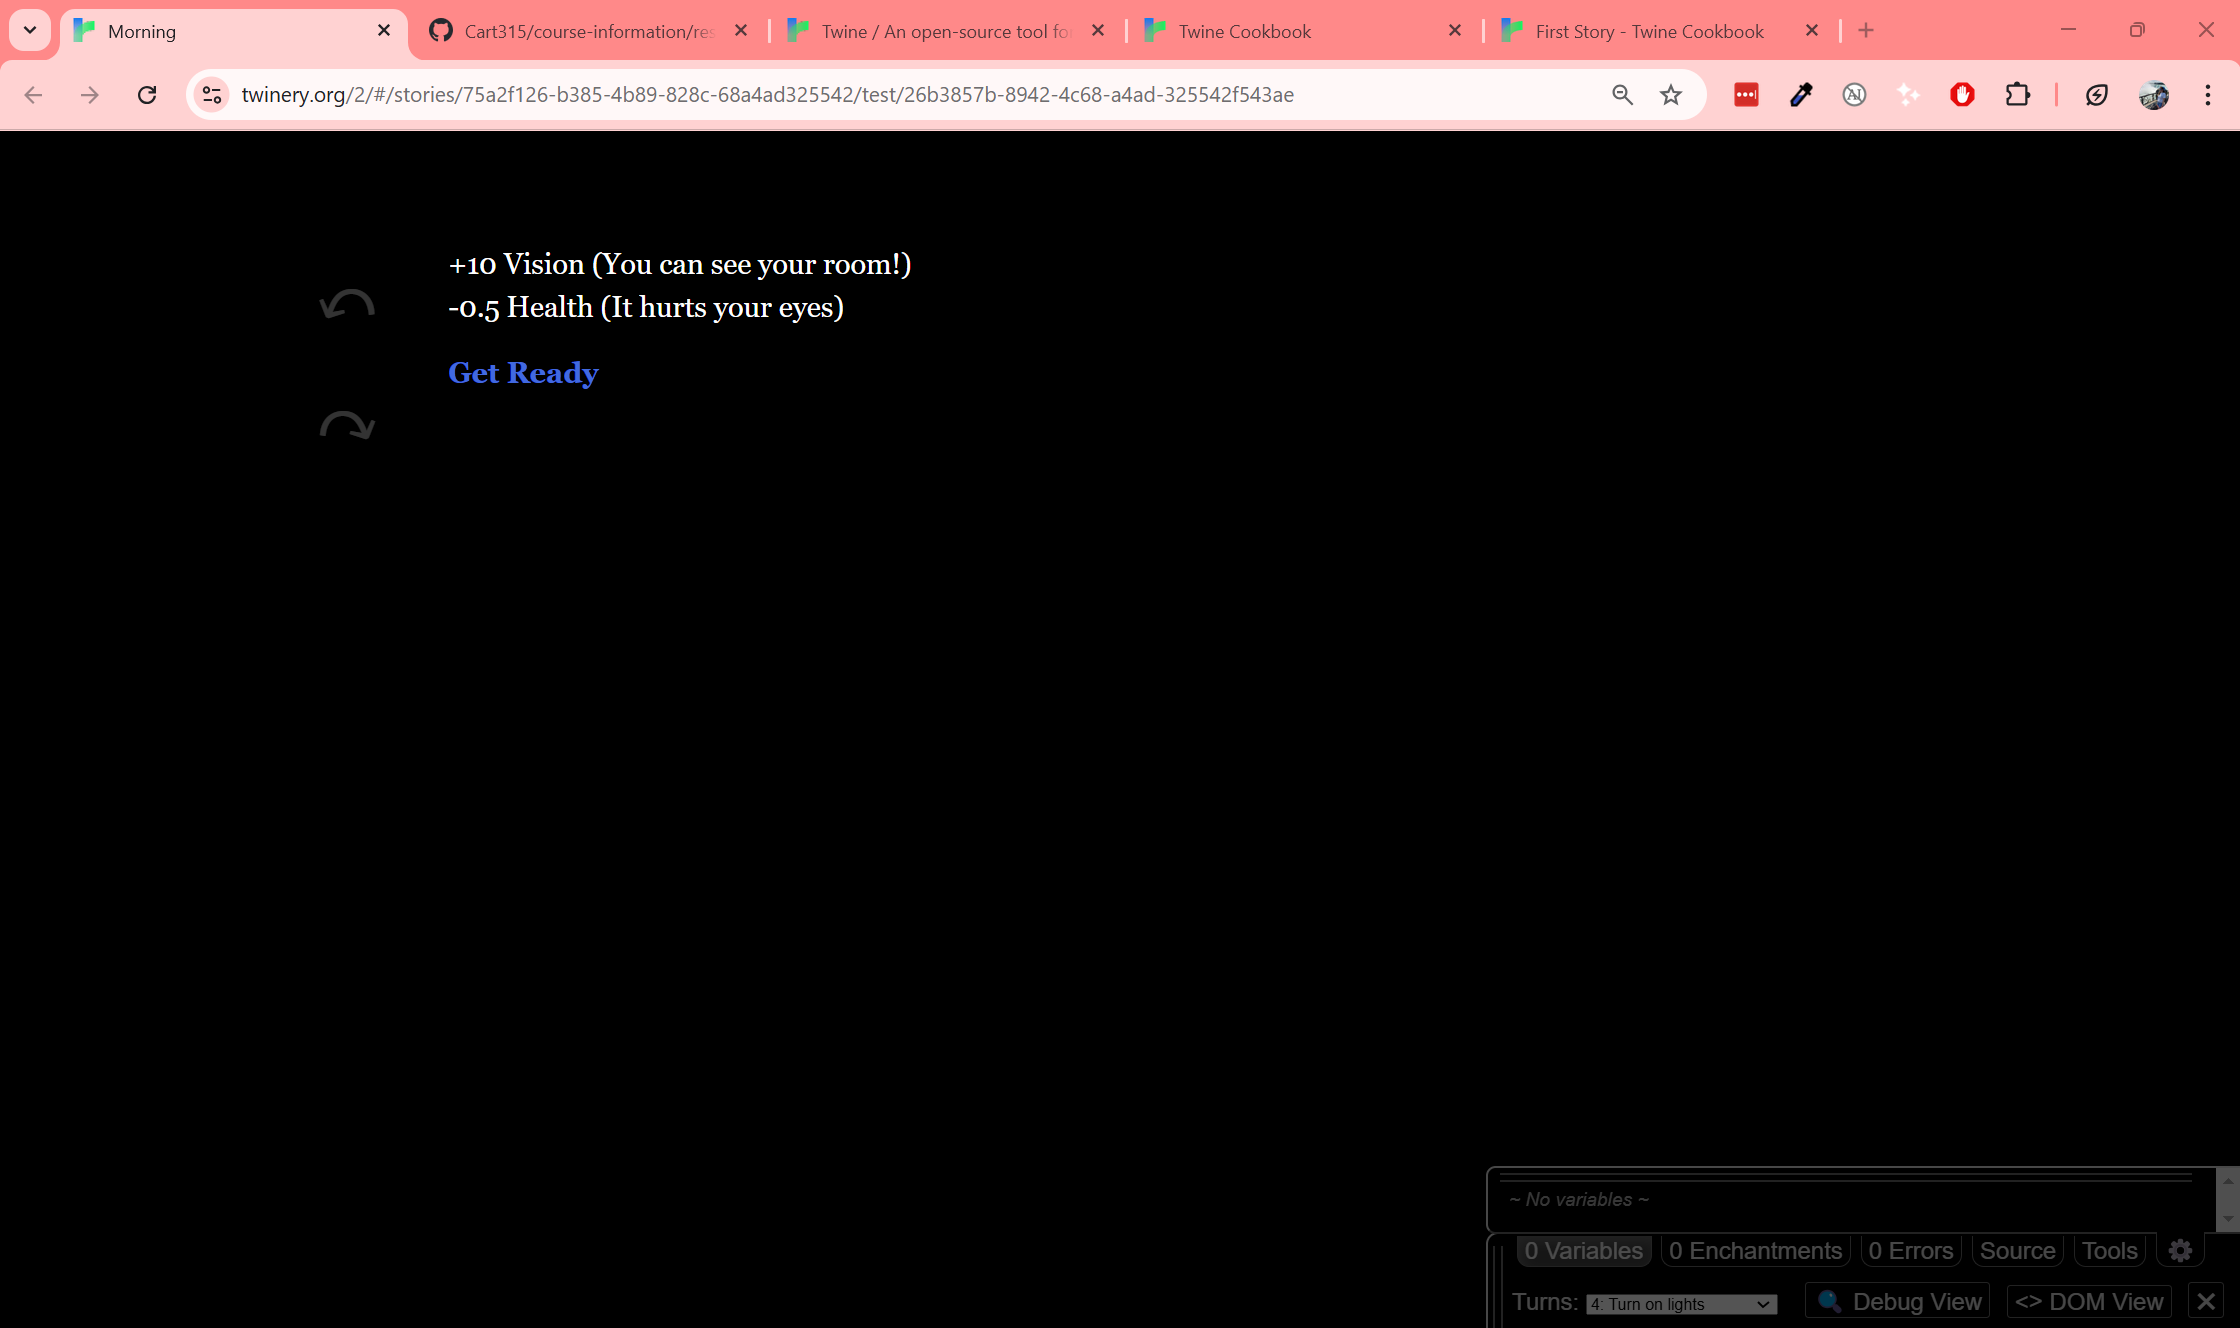 Morning
Cart315/course-information/res
Twine / An open-source tool fo
Twine Cookbook
First Story - Twine Cookbook
twinery.org/2/#/stories/75a2f126-b385-4b89-828c-68a4ad325542/test/26b3857b-8942-4c68-a4ad-325542f543ae
AI
+10 Vision (You can see your room!)
-0.5 Health (It hurts your eyes)
Get Ready
~ No variables ~
0 Variables
0 Enchantments
0 Errors
Source
Tools
Turns:
4: Turn on lights
Debug View
<> DOM View